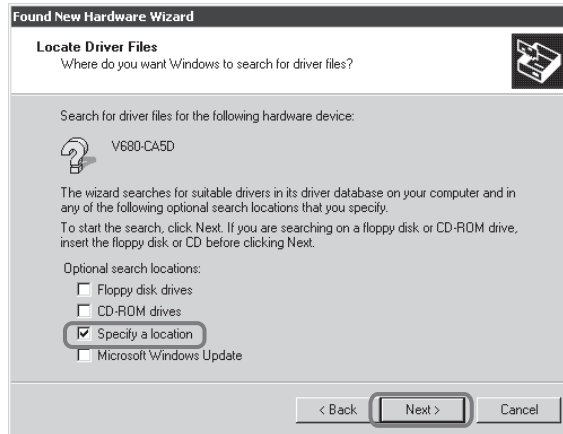 Found New Hardware Wizard
Locate Driver Files
Where do you want Windows to search for driver files?
Search for driver files for the following hardware device:
V680-CA5D
The wizard searches for suitable drivers in its driver database on your computer and in
any of the following optional search locations that you specify.
To start the search, click Next. If you are searching on a floppy disk or CD-ROM drive,
insert the floppy disk or CD before clicking Next.
Optional search locations:
Floppy disk drives
CD-ROM drives
Specify a location
Microsoft Windows Update
< Back Next > Cancel